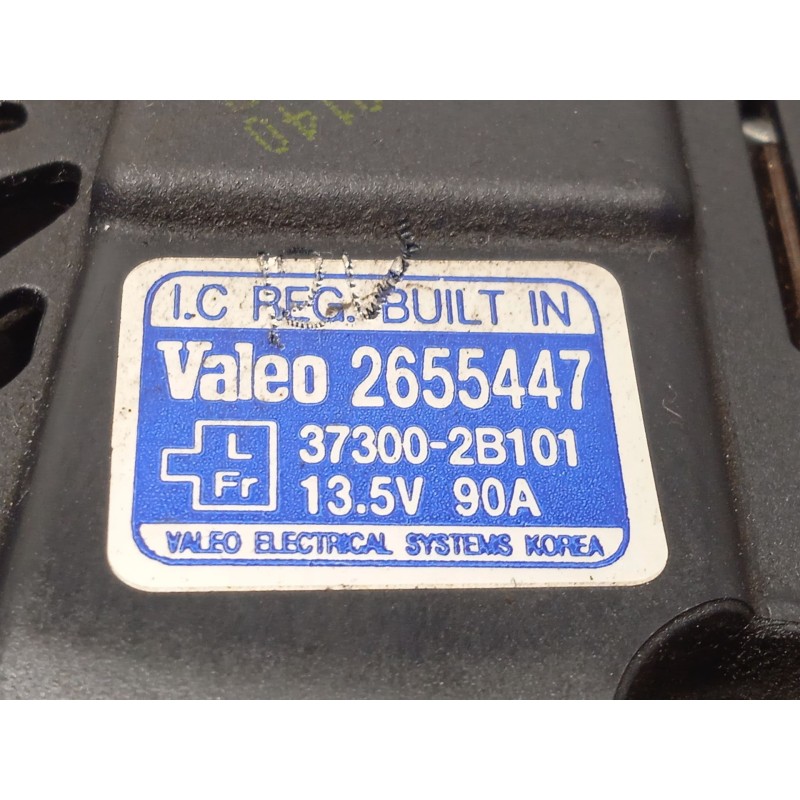 I.C REG. BUILT IN
Valeo 2655447
L 37300-2B101
Fr 13.5V 90A
VALEO ELECTRICAL SYSTEMS KOREA